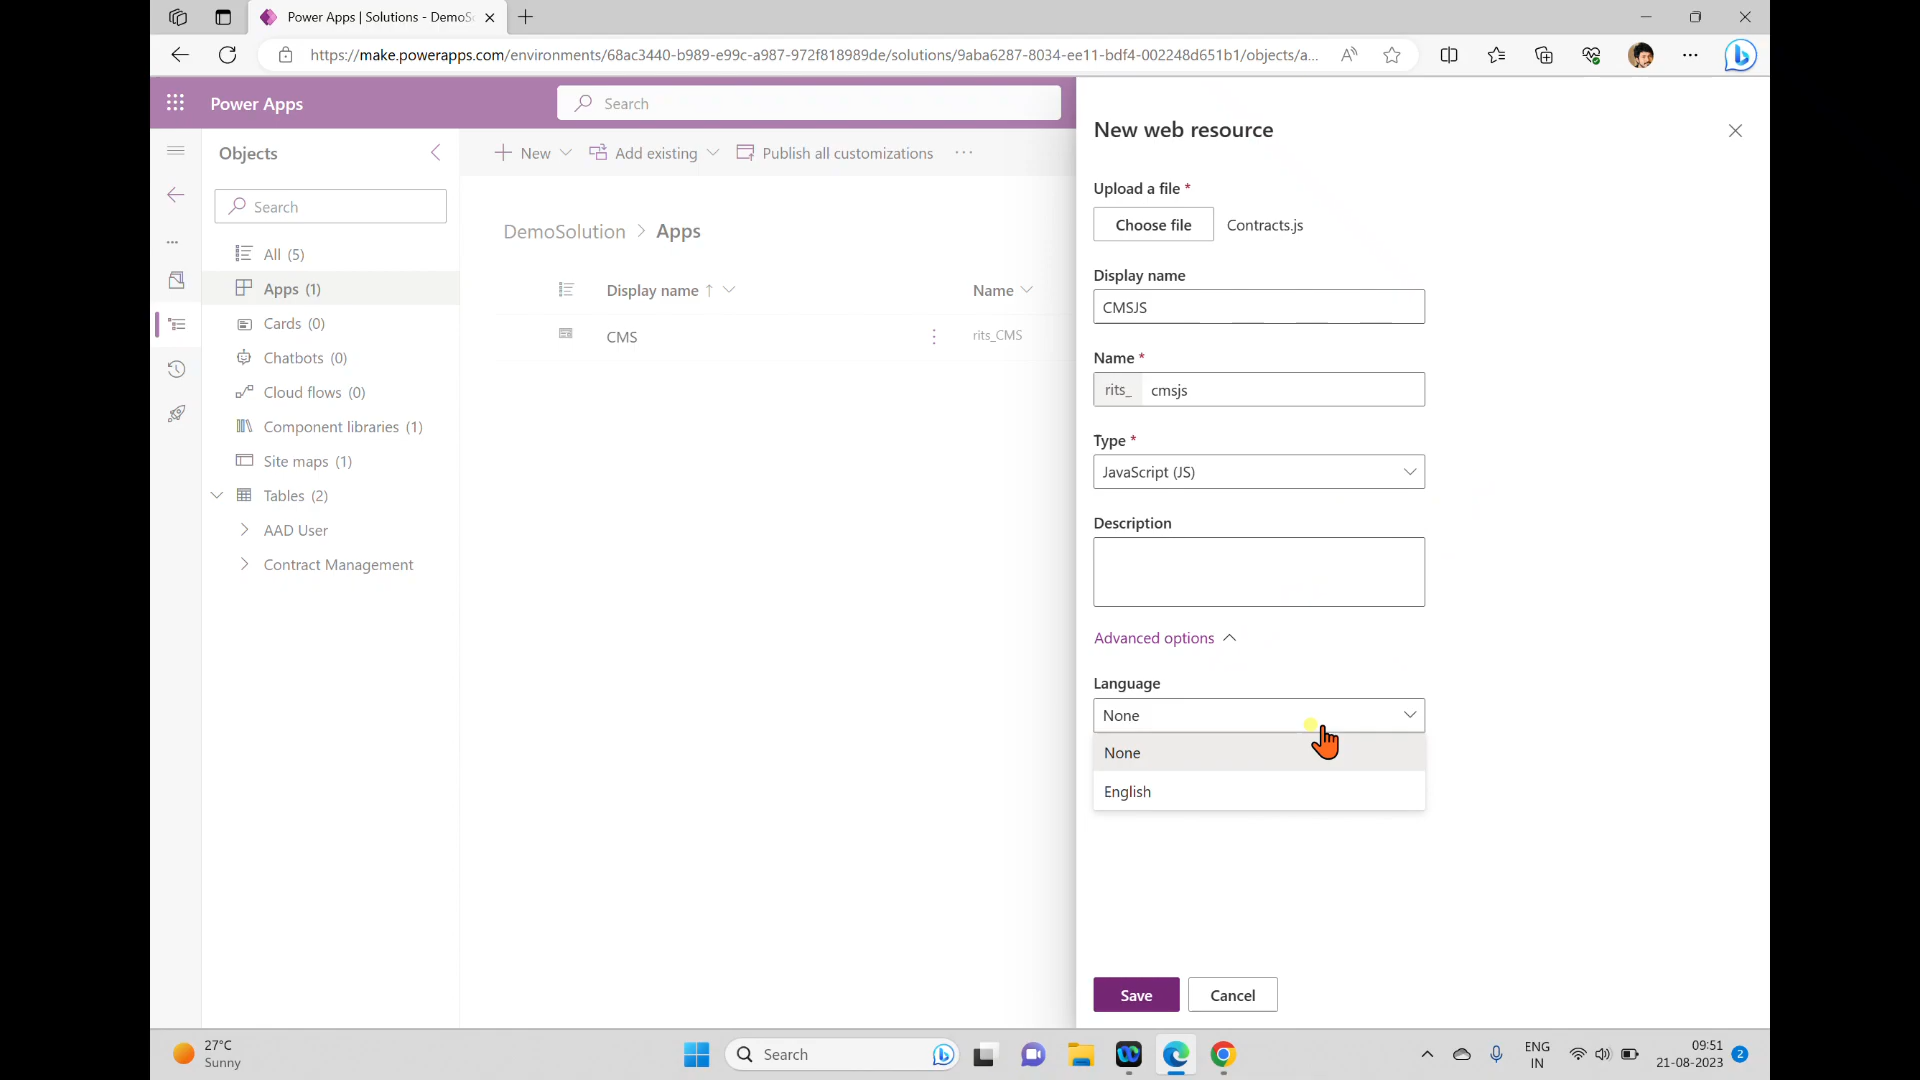 Power Apps | Solutions - DemoS
https://make.powerapps.com/environments/68ac3440-b989-e99c-a987-972f818989de/solutions/9aba6287-8034-ee11-bdf4-002248d651b1/objects/a...
Power Apps
Search
Objects
Search
All (5)
Apps (1)
Cards (0)
Chatbots (0)
Cloud flows (0)
Component libraries (1)
Site maps (1)
Tables (2)
AAD User
Contract Management
New
Add existing
Publish all customizations
DemoSolution > Apps
Display name ↑
Name
CMS
rits_CMS
New web resource
Upload a file *
Choose file
Contracts.js
Display name
CMSJS
Name *
rits_ cmsjs
Type *
JavaScript (JS)
Description
Advanced options
Language
None
None
English
Save
Cancel
27°C
Sunny
Search
ENG
IN
09:51
21-08-2023
2